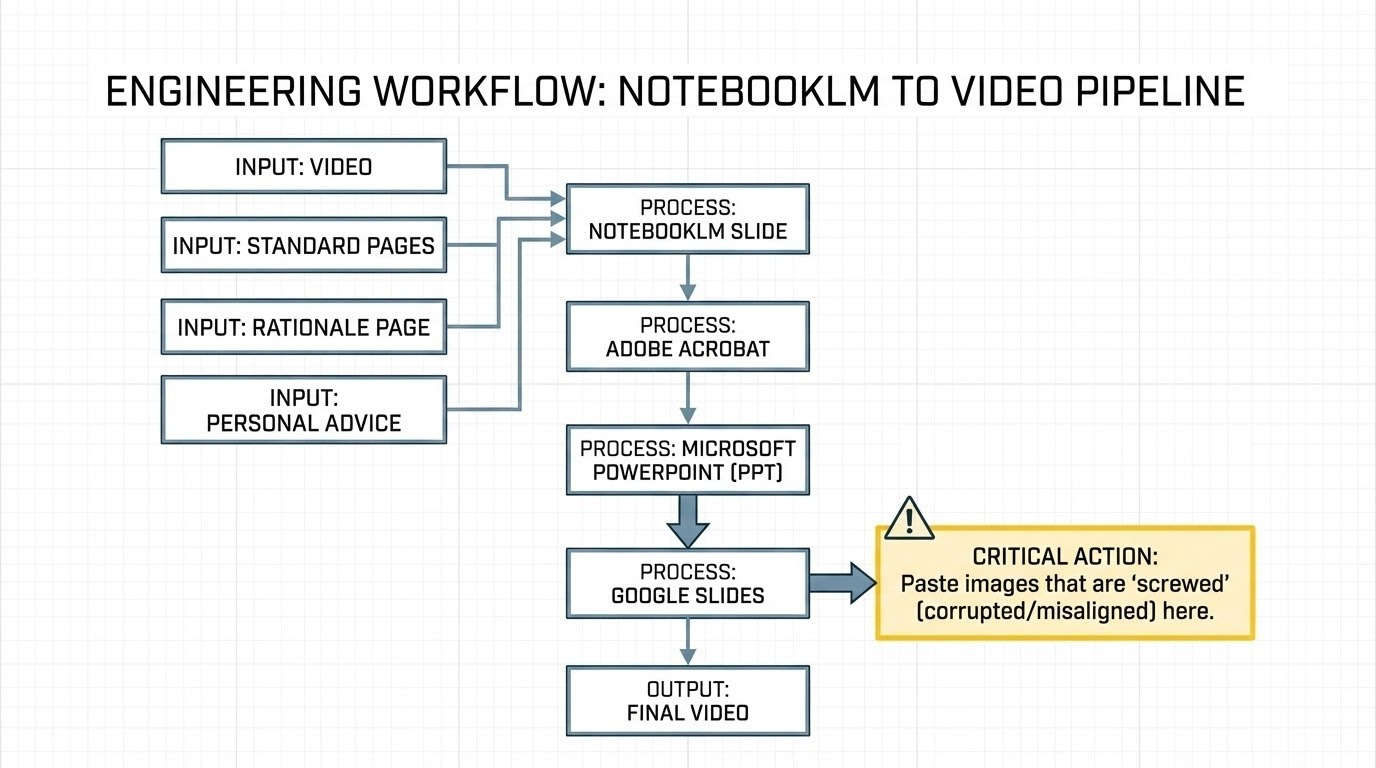 ENGINEERING WORKFLOW: NOTEBOOKLM TO VIDEO PIPELINE
INPUT: VIDEO
INPUT: STANDARD PAGES
INPUT: RATIONALE PAGE
INPUT:
PERSONAL ADVICE
PROCESS:
NOTEBOOKLM SLIDE
PROCESS:
ADOBE ACROBAT
PROCESS: MICROSOFT
POWERPOINT (PPT)
PROCESS:
GOOGLE SLIDES
!
CRITICAL ACTION:
Paste images that are ‘screwed’
(corrupted/misaligned) here.
OUTPUT:
FINAL VIDEO